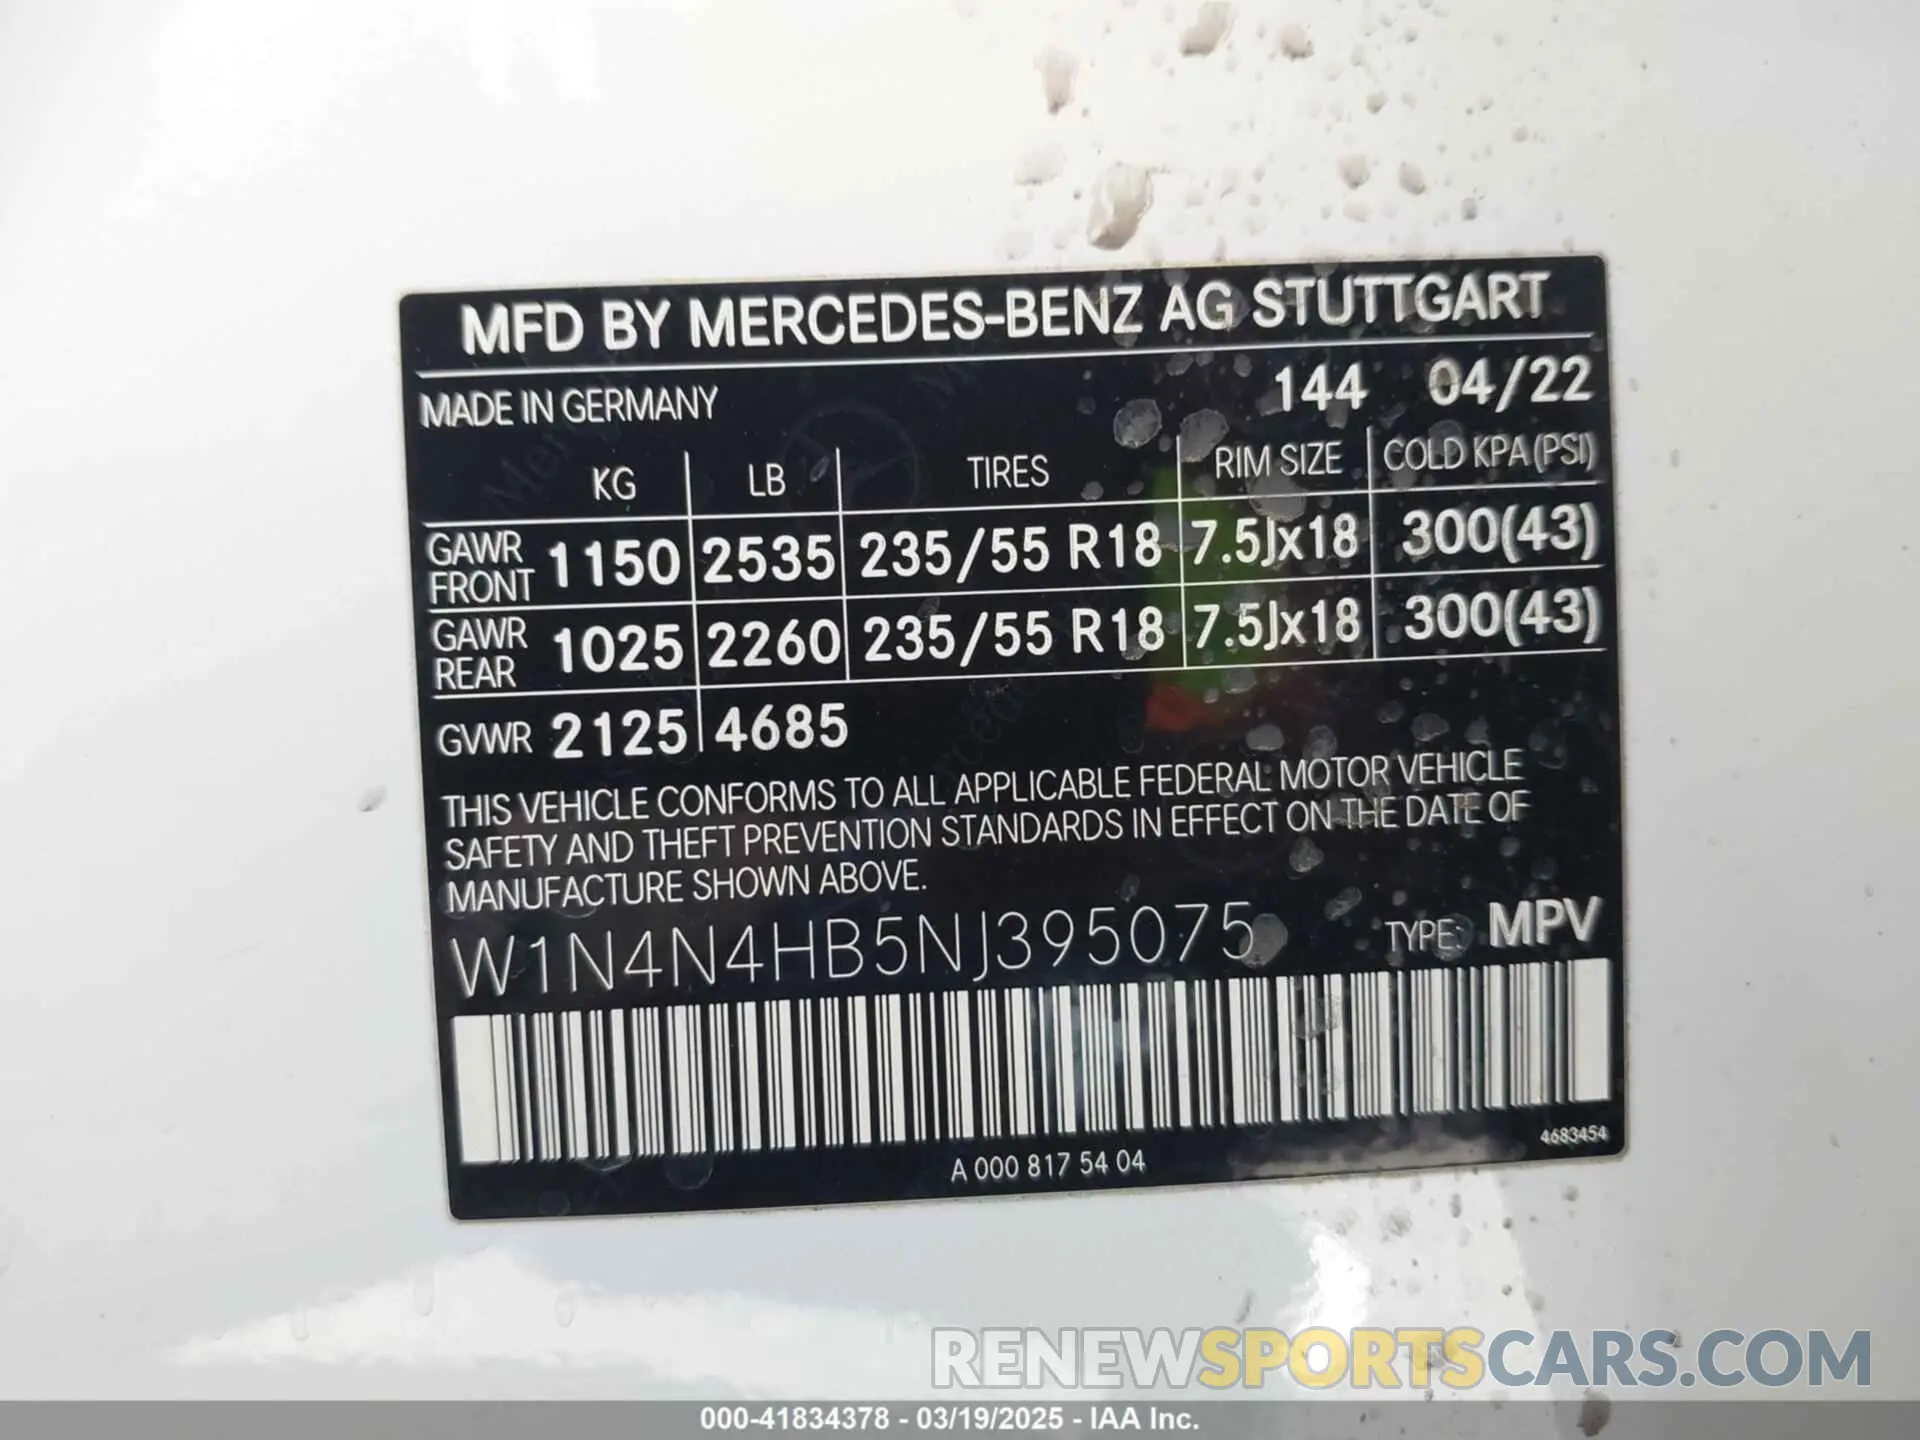 MFD BY MERCEDES-BENZ AG STUTTGART
MADE IN GERMANY 144 04/22
KG LB TIRES RIM SIZE COLD KPA (PSI)
GAWR FRONT 1150 2535 235/55 R18 7.5Jx18 300(43)
GAWR REAR 1025 2260 235/55 R18 7.5Jx18 300(43)
GVWR 2125 4685
THIS VEHICLE CONFORMS TO ALL APPLICABLE FEDERAL MOTOR VEHICLE
SAFETY AND THEFT PREVENTION STANDARDS IN EFFECT ON THE DATE OF
MANUFACTURE SHOWN ABOVE.
W1N4N4HB5NJ395075 TYPE: MPV
4683454
A 000 817 54 04
RENEWSPORTSCARS.COM
000-41834378 - 03/19/2025 - IAA Inc.